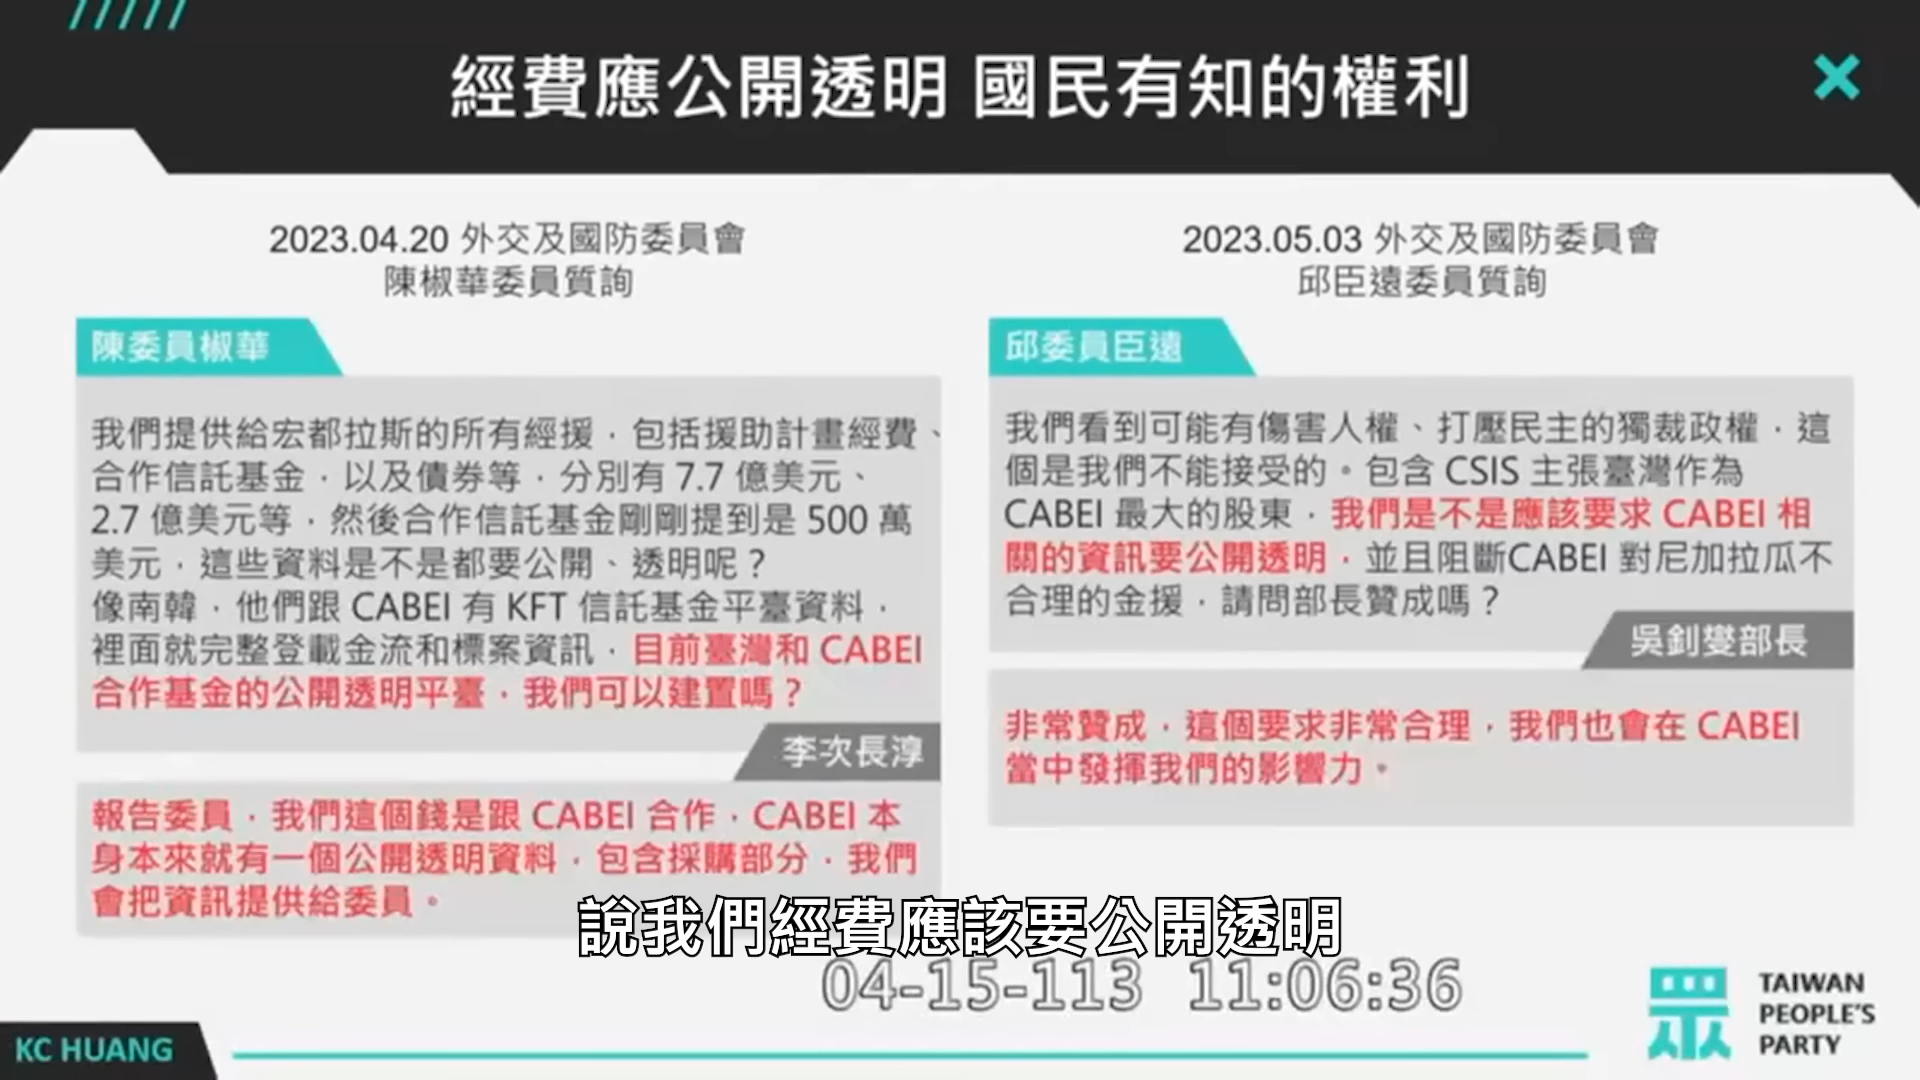 經費應公開透明 國民有知的權利
2023.04.20 外交及國防委員會
陳椒華委員質詢
陳委員椒華
我們提供給宏都拉斯的所有經援，包括援助計畫經費、
合作信託基金，以及債券等，分別有 7.7 億美元、
2.7 億美元等，然後合作信託基金剛剛提到是 500 萬
美元，這些資料是不是都要公開、透明呢？
像南韓，他們跟 CABEI 有 KFT 信託基金平臺資料，
裡面就完整登載金流和標案資訊，目前臺灣和 CABEI
合作基金的公開透明平臺，我們可以建置嗎？
李次長淳
報告委員，我們這個錢是跟 CABEI 合作，CABEI 本
身本來就有一個公開透明資料，包含採購部分，我們
會把資訊提供給委員。
2023.05.03 外交及國防委員會
邱臣遠委員質詢
邱委員臣遠
我們看到可能有傷害人權、打壓民主的獨裁政權，這
個是我們不能接受的。包含 CSIS 主張臺灣作為
CABEI 最大的股東，我們是不是應該要求 CABEI 相
關的資訊要公開透明，並且阻斷CABEI 對尼加拉瓜不
合理的金援，請問部長贊成嗎？
吳釗燮部長
非常贊成，這個要求非常合理，我們也會在 CABEI
當中發揮我們的影響力。
說我們經費應該要公開透明
04-15-113 11:06:36
KC HUANG
眾
TAIWAN
PEOPLE'S
PARTY